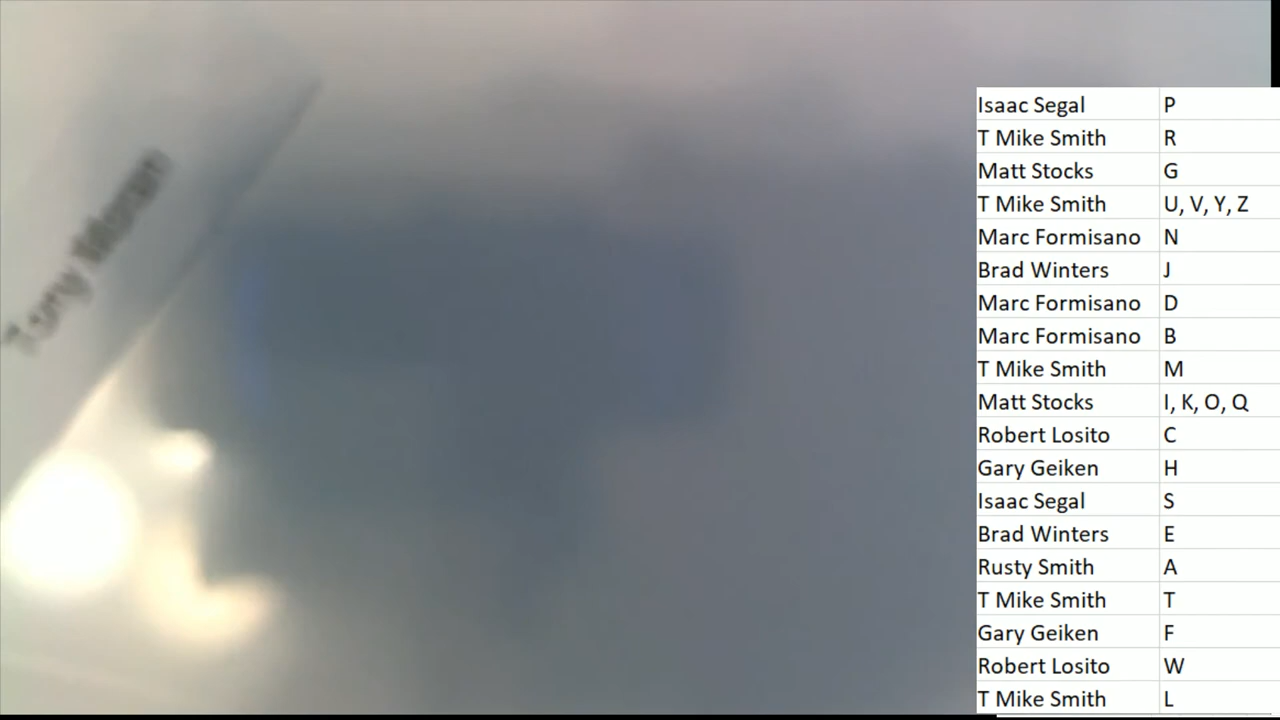 Isaac Segal P
T Mike Smith R
Matt Stocks G
T Mike Smith U, V, Y, Z
Marc Formisano N
Brad Winters J
Marc Formisano D
Marc Formisano B
T Mike Smith M
Matt Stocks I, K, O, Q
Robert Losito C
Gary Geiken H
Isaac Segal S
Brad Winters E
Rusty Smith A
T Mike Smith T
Gary Geiken F
Robert Losito W
T Mike Smith L